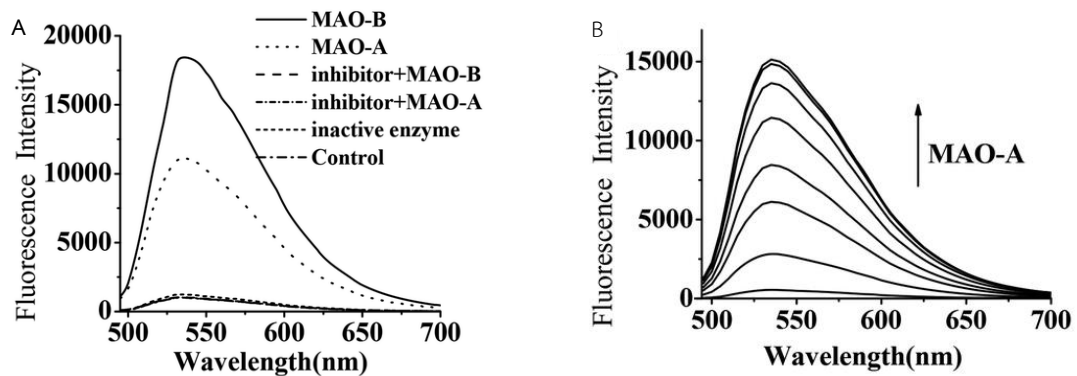 A
Fluorescence Intensity
20000
15000
10000
5000
0
MAO-B
MAO-A
inhibitor+MAO-B
inhibitor+MAO-A
inactive enzyme
Control
500 550 600 650 700
Wavelength(nm)
B
Fluorescence Intensity
15000
10000
5000
0
MAO-A
500 550 600 650 700
Wavelength(nm)